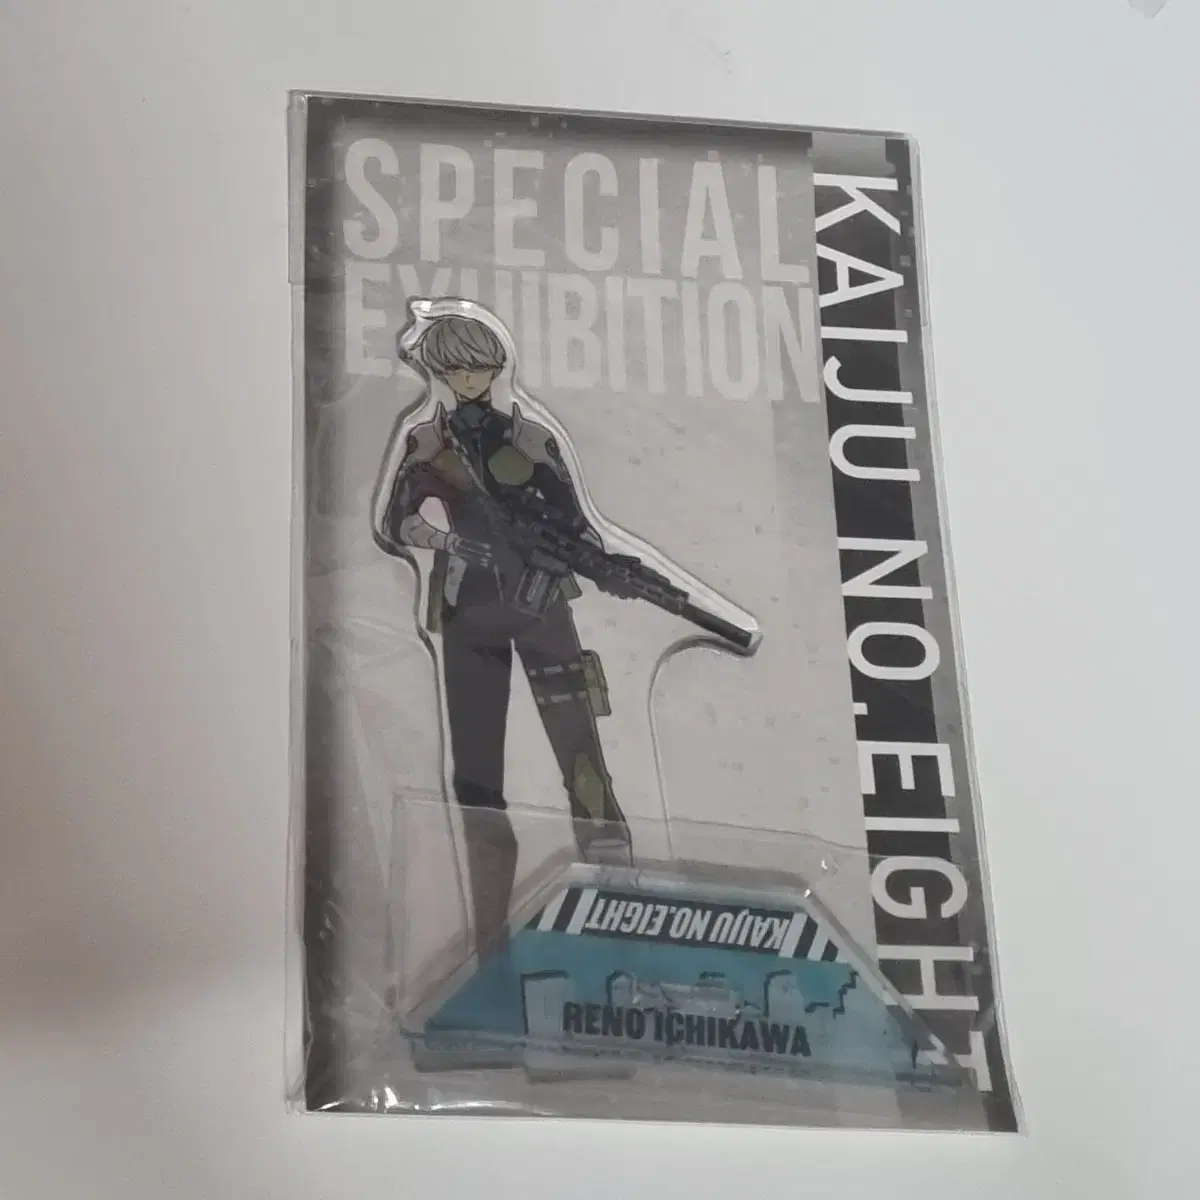 SPECIAL
EXHIBITION
KAIJU NO.EIGHT
KAIJU NO.EIGHT
RENO ICHIKAWA